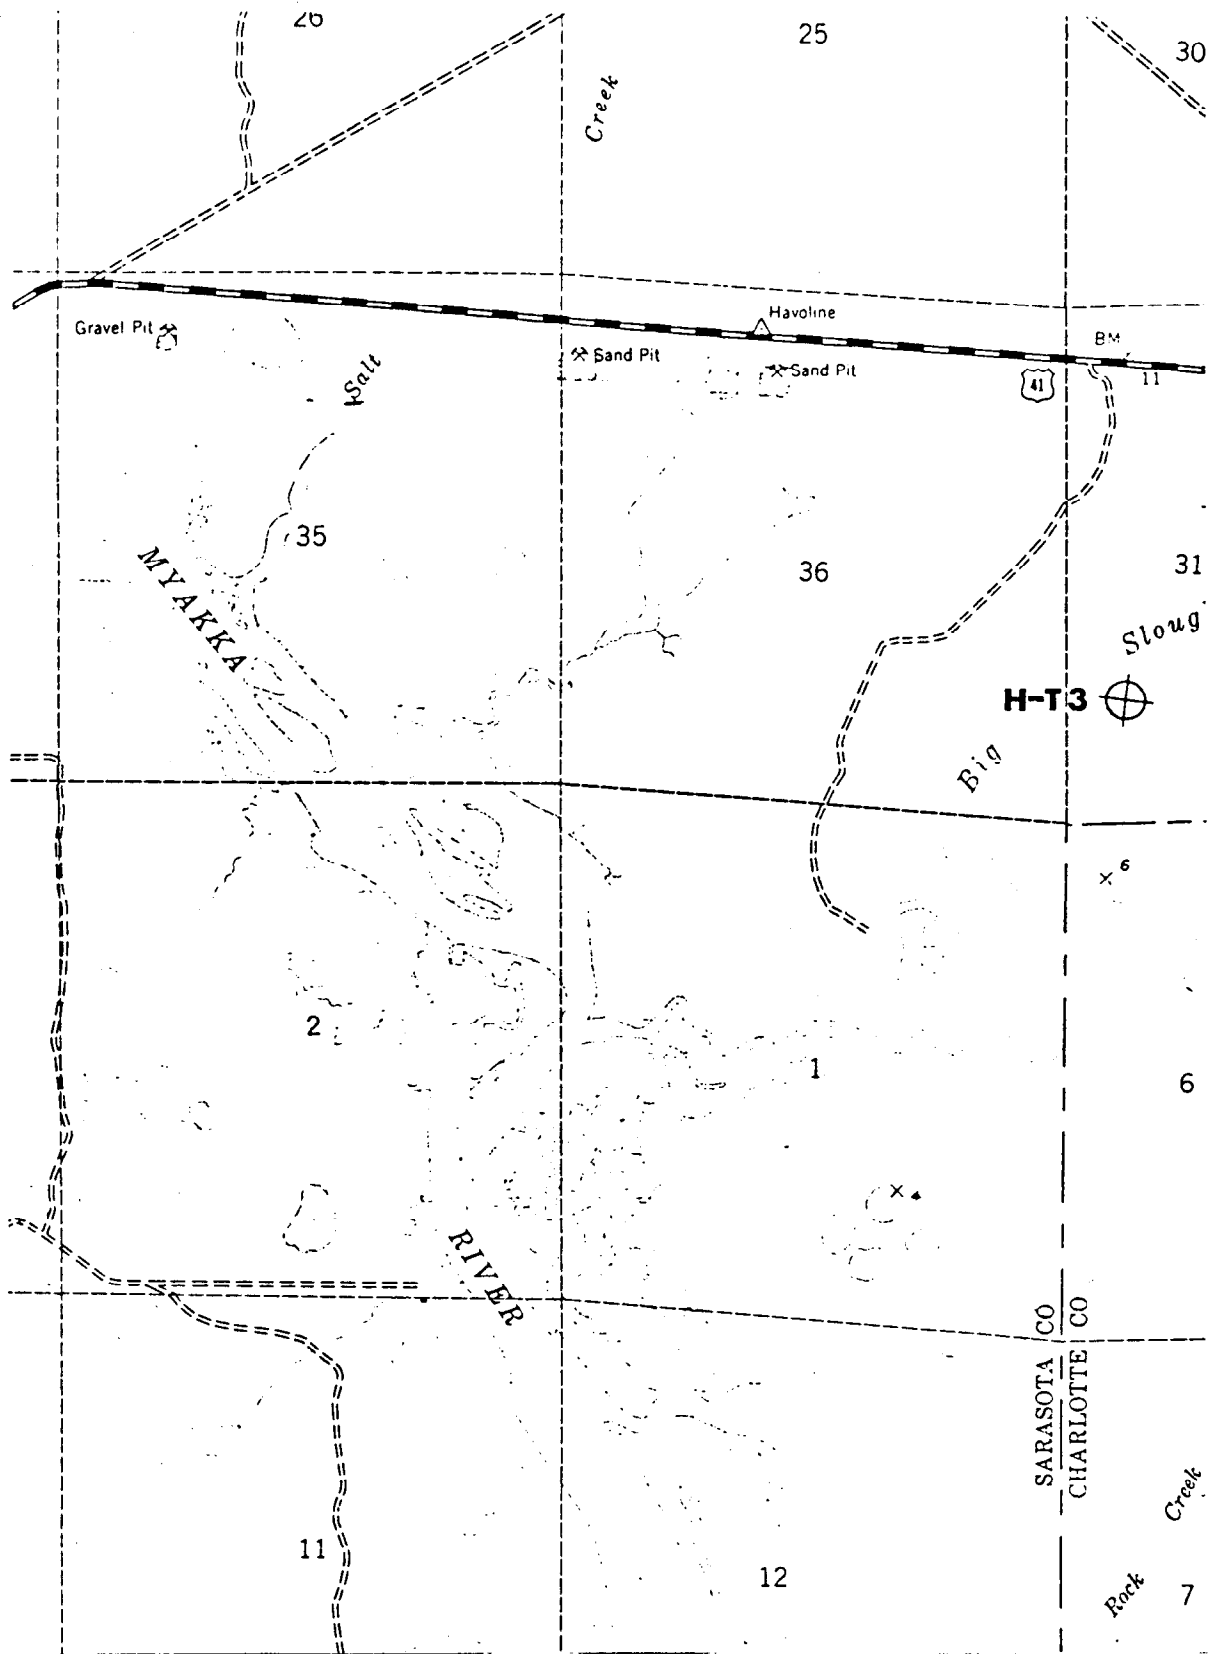 26
25
30
Creek
Havoline
Gravel Pit
BM
Sand Pit
Sand Pit
Salt
41
11
35
MYAKKA
36
31
Sloug
H-T3
Big
6
2
1
6
4
RIVER
SARASOTA CO
CHARLOTTE CO
Creek
11
12
Rock
7